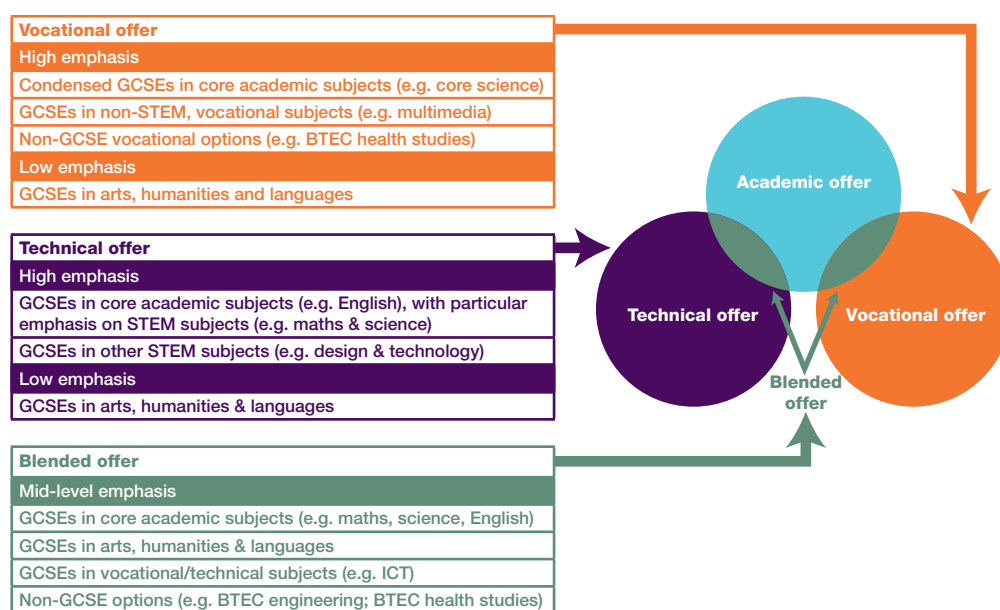 Vocational offer
High emphasis
Condensed GCSEs in core academic subjects (e.g. core science)
GCSEs in non-STEM, vocational subjects (e.g. multimedia)
Non-GCSE vocational options (e.g. BTEC health studies)
Low emphasis
GCSEs in arts, humanities and languages
Technical offer
High emphasis
GCSEs in core academic subjects (e.g. English), with particular
emphasis on STEM subjects (e.g. maths & science)
GCSEs in other STEM subjects (e.g. design & technology)
Low emphasis
GCSEs in arts, humanities & languages
Blended offer
Mid-level emphasis
GCSEs in core academic subjects (e.g. maths, science, English)
GCSEs in arts, humanities & languages
GCSEs in vocational/technical subjects (e.g. ICT)
Non-GCSE options (e.g. BTEC engineering; BTEC health studies)
Academic offer
Technical offer
Vocational offer
Blended
offer